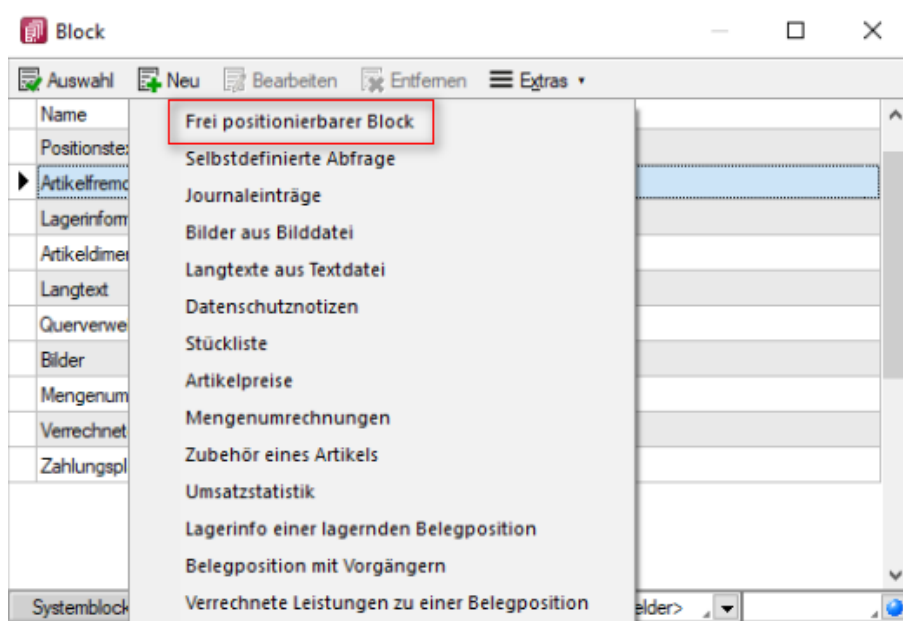 Block
Auswahl Neu Bearbeiten Entfernen Extras
Name
Frei positionierbarer Block
Positionste
Selbstdefinierte Abfrage
Artikelfremd
Journaleinträge
Lagerinform
Bilder aus Bilddatei
Artikeldimer
Langtexte aus Textdatei
Langtext
Datenschutznotizen
Querverwe
Stückliste
Bilder
Artikelpreise
Mengenum
Mengenumrechnungen
Verrechnet
Zubehör eines Artikels
Zahlungspl
Umsatzstatistik
Lagerinfo einer lagernden Belegposition
Belegposition mit Vorgängern
Systemblock
Verrechnete Leistungen zu einer Belegposition
elder>